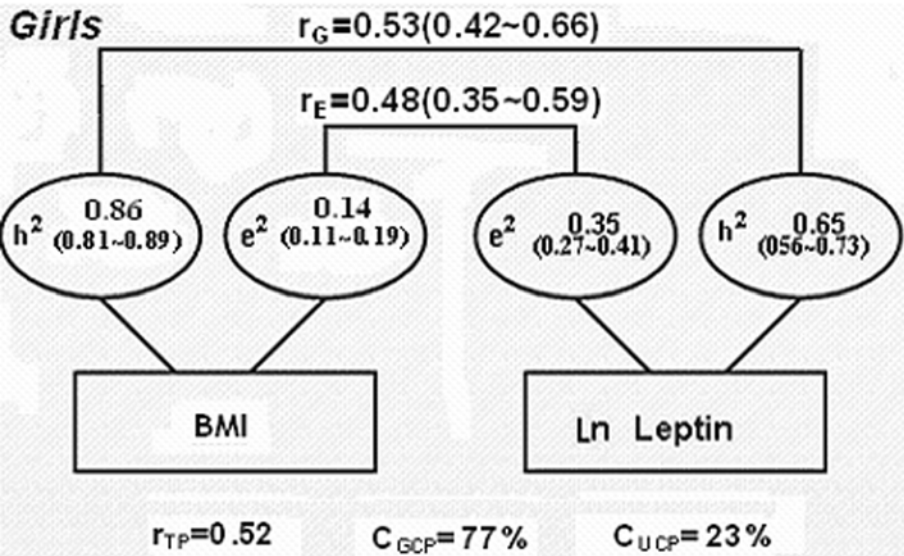 Girls
rG=0.53(0.42~0.66)
rE=0.48(0.35~0.59)
h² 0.86 (0.81~0.89)
e² 0.14 (0.11~0.19)
e² 0.35 (0.27~0.41)
h² 0.65 (056~0.73)
BMI
Ln Leptin
rTP=0.52
CGCP=77%
CUCP=23%